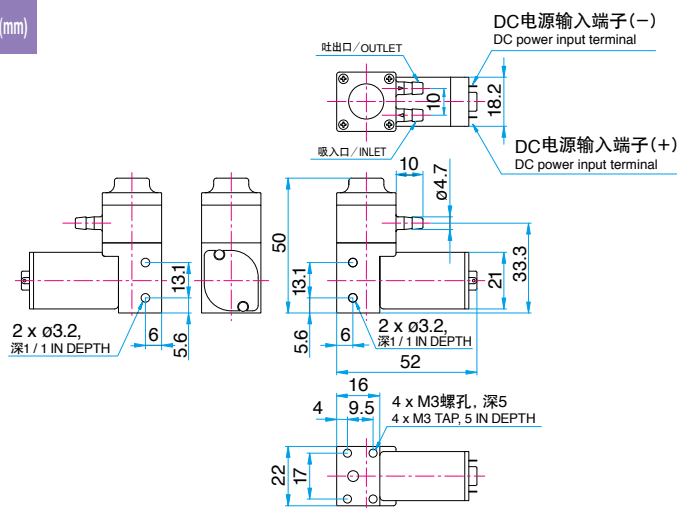 (mm)
DC电源输入端子(−)
DC power input terminal
吐出口/OUTLET
10
18.2
吸入口/INLET
DC电源输入端子(+)
DC power input terminal
10
ø4.7
50
13.1
5.6
6
2 x ø3.2,
深1 / 1 IN DEPTH
13.1
5.6
6
2 x ø3.2,
深1 / 1 IN DEPTH
21
33.3
52
16
4
9.5
4 x M3螺孔, 深5
4 x M3 TAP, 5 IN DEPTH
22
17